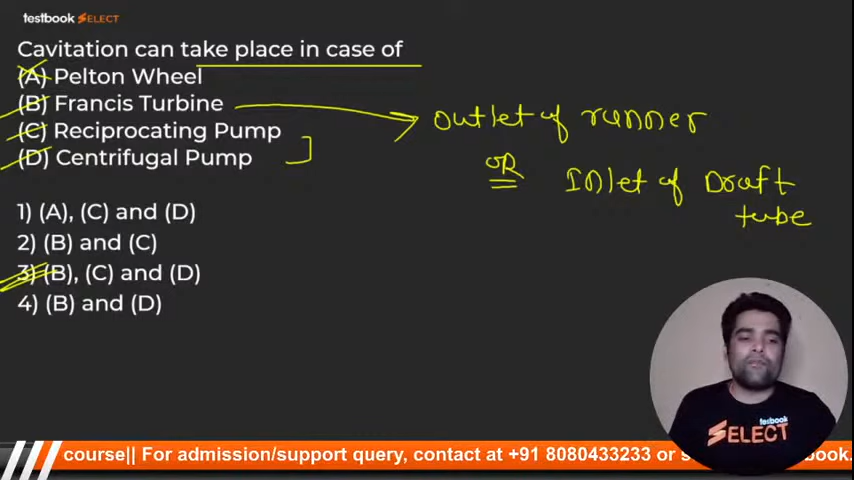 testbook SELECT
Cavitation can take place in case of
(A) Pelton Wheel
(B) Francis Turbine
(C) Reciprocating Pump
(D) Centrifugal Pump
outlet of runner
OR
Inlet of Draft
tube
1) (A), (C) and (D)
2) (B) and (C)
3) (B), (C) and (D)
4) (B) and (D)
testbook
SELECT
course|| For admission/support query, contact at +91 8080433233 or s book.